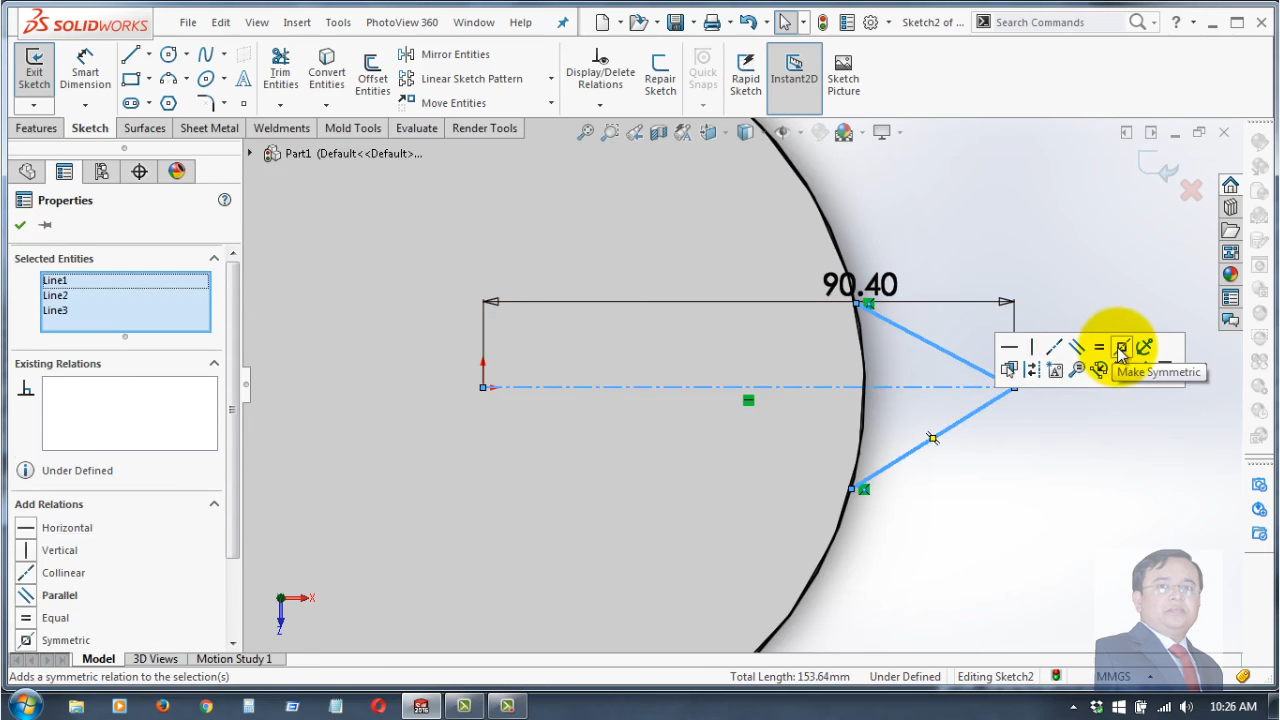 SOLIDWORKS
File Edit View Insert Tools PhotoView 360 Window Help
Sketch2 of ...
Search Commands
?
Exit Sketch
Smart Dimension
Trim Entities
Convert Entities
Offset Entities
Mirror Entities
Linear Sketch Pattern
Move Entities
Display/Delete Relations
Repair Sketch
Quick Snaps
Rapid Sketch
Instant2D
Sketch Picture
Features Sketch Surfaces Sheet Metal Weldments Mold Tools Evaluate Render Tools
Part1 (Default<<Default>...
Properties
?
Selected Entities
Line1
Line2
Line3
Existing Relations
Under Defined
Add Relations
Horizontal
Vertical
Collinear
Parallel
Equal
Symmetric
90.40
Make Symmetric
X
Z
Model 3D Views Motion Study 1
Adds a symmetric relation to the selection(s)
Total Length: 153.64mm Under Defined Editing Sketch2 MMGS
10:26 AM